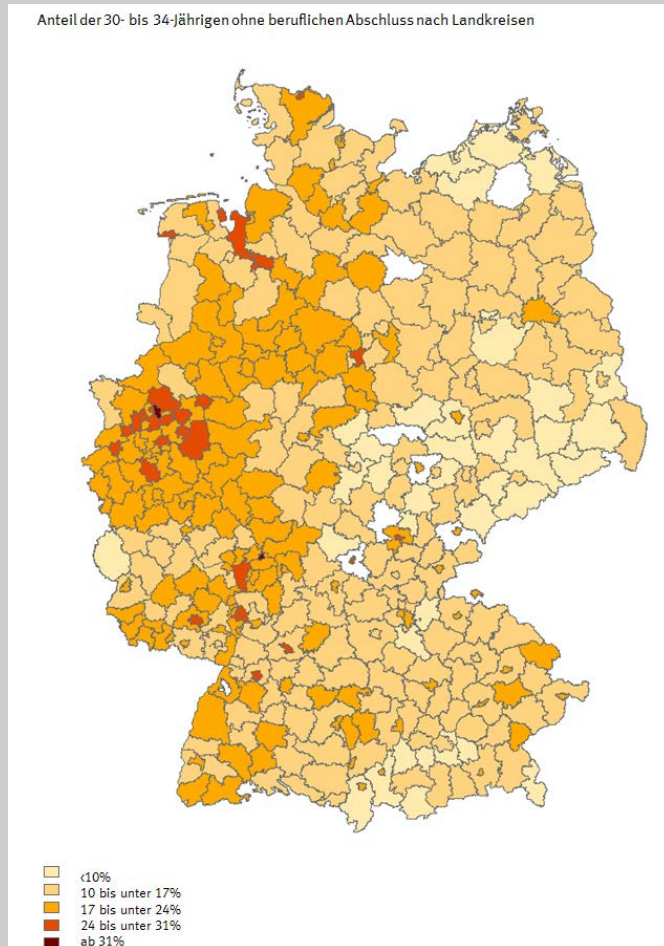 Anteil der 30- bis 34-Jährigen ohne beruflichen Abschluss nach Landkreisen
<10%
10 bis unter 17%
17 bis unter 24%
24 bis unter 31%
ab 31%